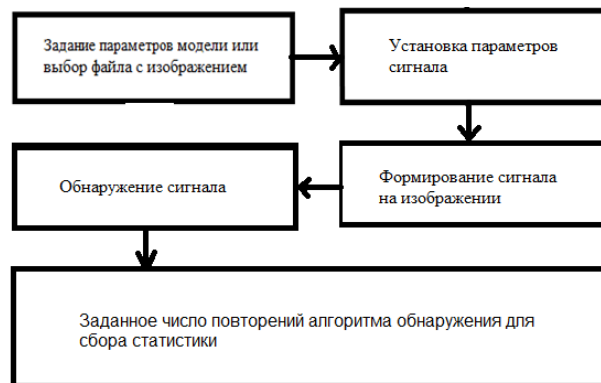 Задание параметров модели или
выбор файла с изображением
Установка параметров
сигнала
Формирование сигнала
на изображении
Обнаружение сигнала
Заданное число повторений алгоритма обнаружения для
сбора статистики